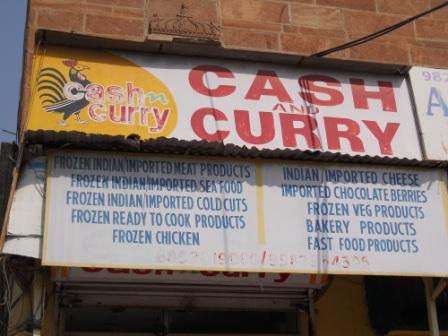 cash n curry
CASH
AND
CURRY
FROZEN INDIAN/IMPORTED MEAT PRODUCTS
FROZEN INDIAN/IMPORTED SEA FOOD
FROZEN INDIAN/IMPORTED COLD CUTS
FROZEN READY TO COOK PRODUCTS
FROZEN CHICKEN
INDIAN /IMPORTED CHEESE
IMPORTED CHOCOLATE BERRIES
FROZEN VEG PRODUCTS
BAKERY PRODUCTS
FAST FOOD PRODUCTS
Cash n curry